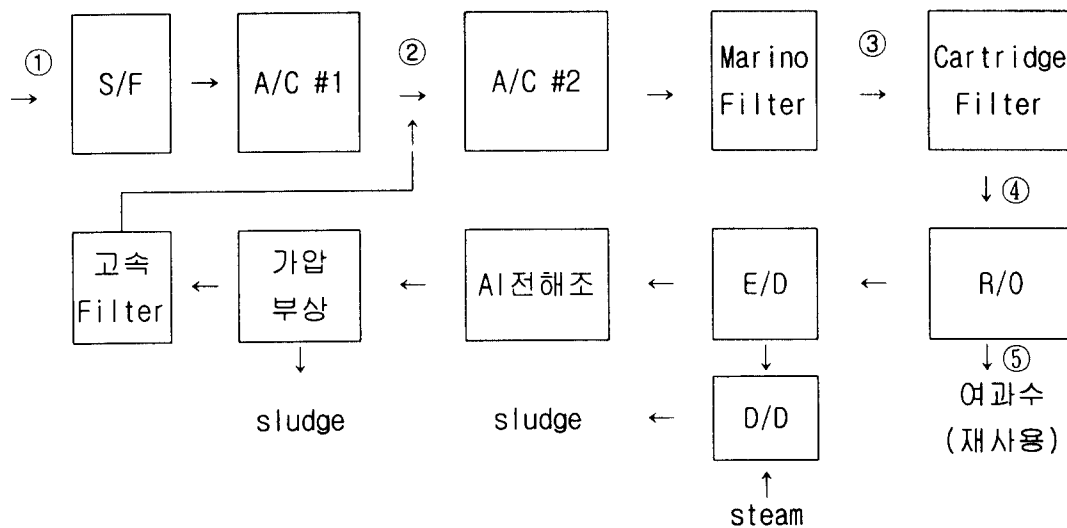 ①
S/F
→
→
A/C #1
②
→
A/C #2
→
Marino
Filter
③
→
Cartridge
Filter
↓ ④
고속
Filter
←
가압
부상
←
Al전해조
←
E/D
←
R/O
↓
sludge
sludge
←
↓
D/D
↑
steam
↓ ⑤
여과수
(재사용)